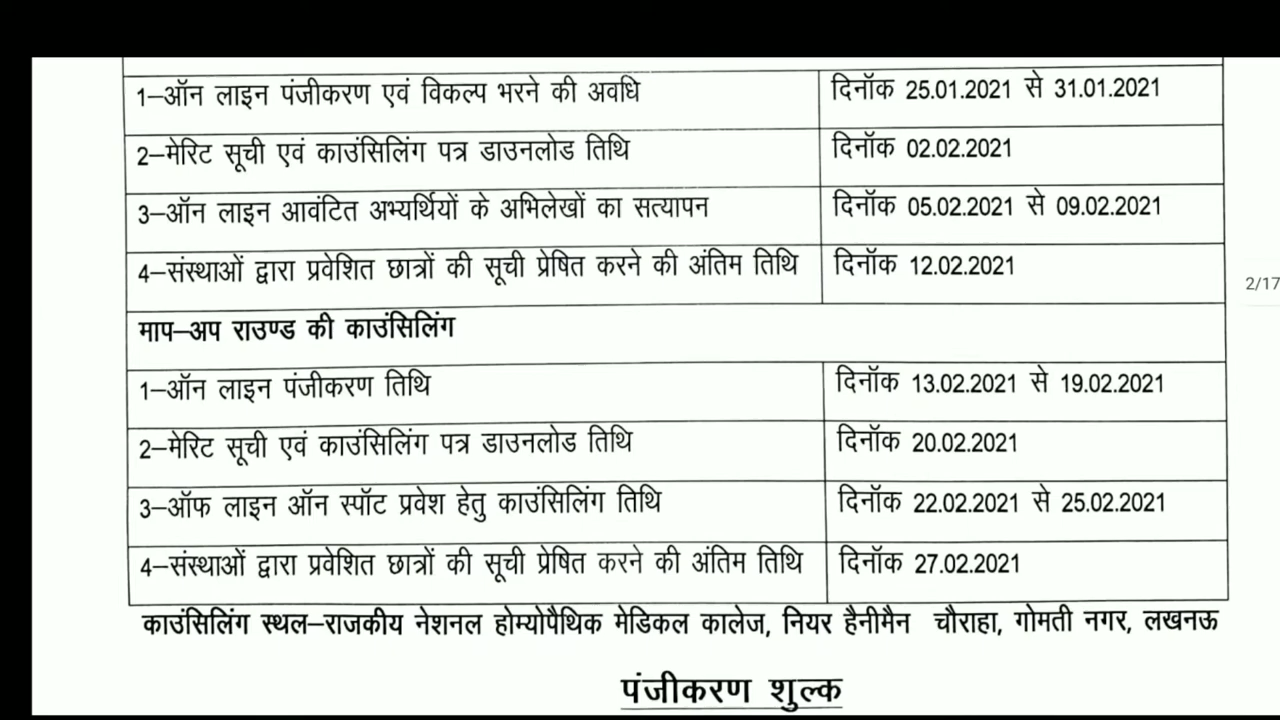 1–ऑन लाइन पंजीकरण एवं विकल्प भरने की अवधि दिनॉक 25.01.2021 से 31.01.2021
2–मेरिट सूची एवं काउंसिलिंग पत्र डाउनलोड तिथि दिनॉक 02.02.2021
3–ऑन लाइन आवंटित अभ्यर्थियों के अभिलेखों का सत्यापन दिनॉक 05.02.2021 से 09.02.2021
4–संस्थाओं द्वारा प्रवेशित छात्रों की सूची प्रेषित करने की अंतिम तिथि दिनॉक 12.02.2021
2/17
माप–अप राउण्ड की काउंसिलिंग
1–ऑन लाइन पंजीकरण तिथि दिनॉक 13.02.2021 से 19.02.2021
2–मेरिट सूची एवं काउंसिलिंग पत्र डाउनलोड तिथि दिनॉक 20.02.2021
3–ऑफ लाइन ऑन स्पॉट प्रवेश हेतु काउंसिलिंग तिथि दिनॉक 22.02.2021 से 25.02.2021
4–संस्थाओं द्वारा प्रवेशित छात्रों की सूची प्रेषित करने की अंतिम तिथि दिनॉक 27.02.2021
काउंसिलिंग स्थल–राजकीय नेशनल होम्योपैथिक मेडिकल कालेज, नियर हैनीमैन चौराहा, गोमती नगर, लखनऊ
पंजीकरण शुल्क